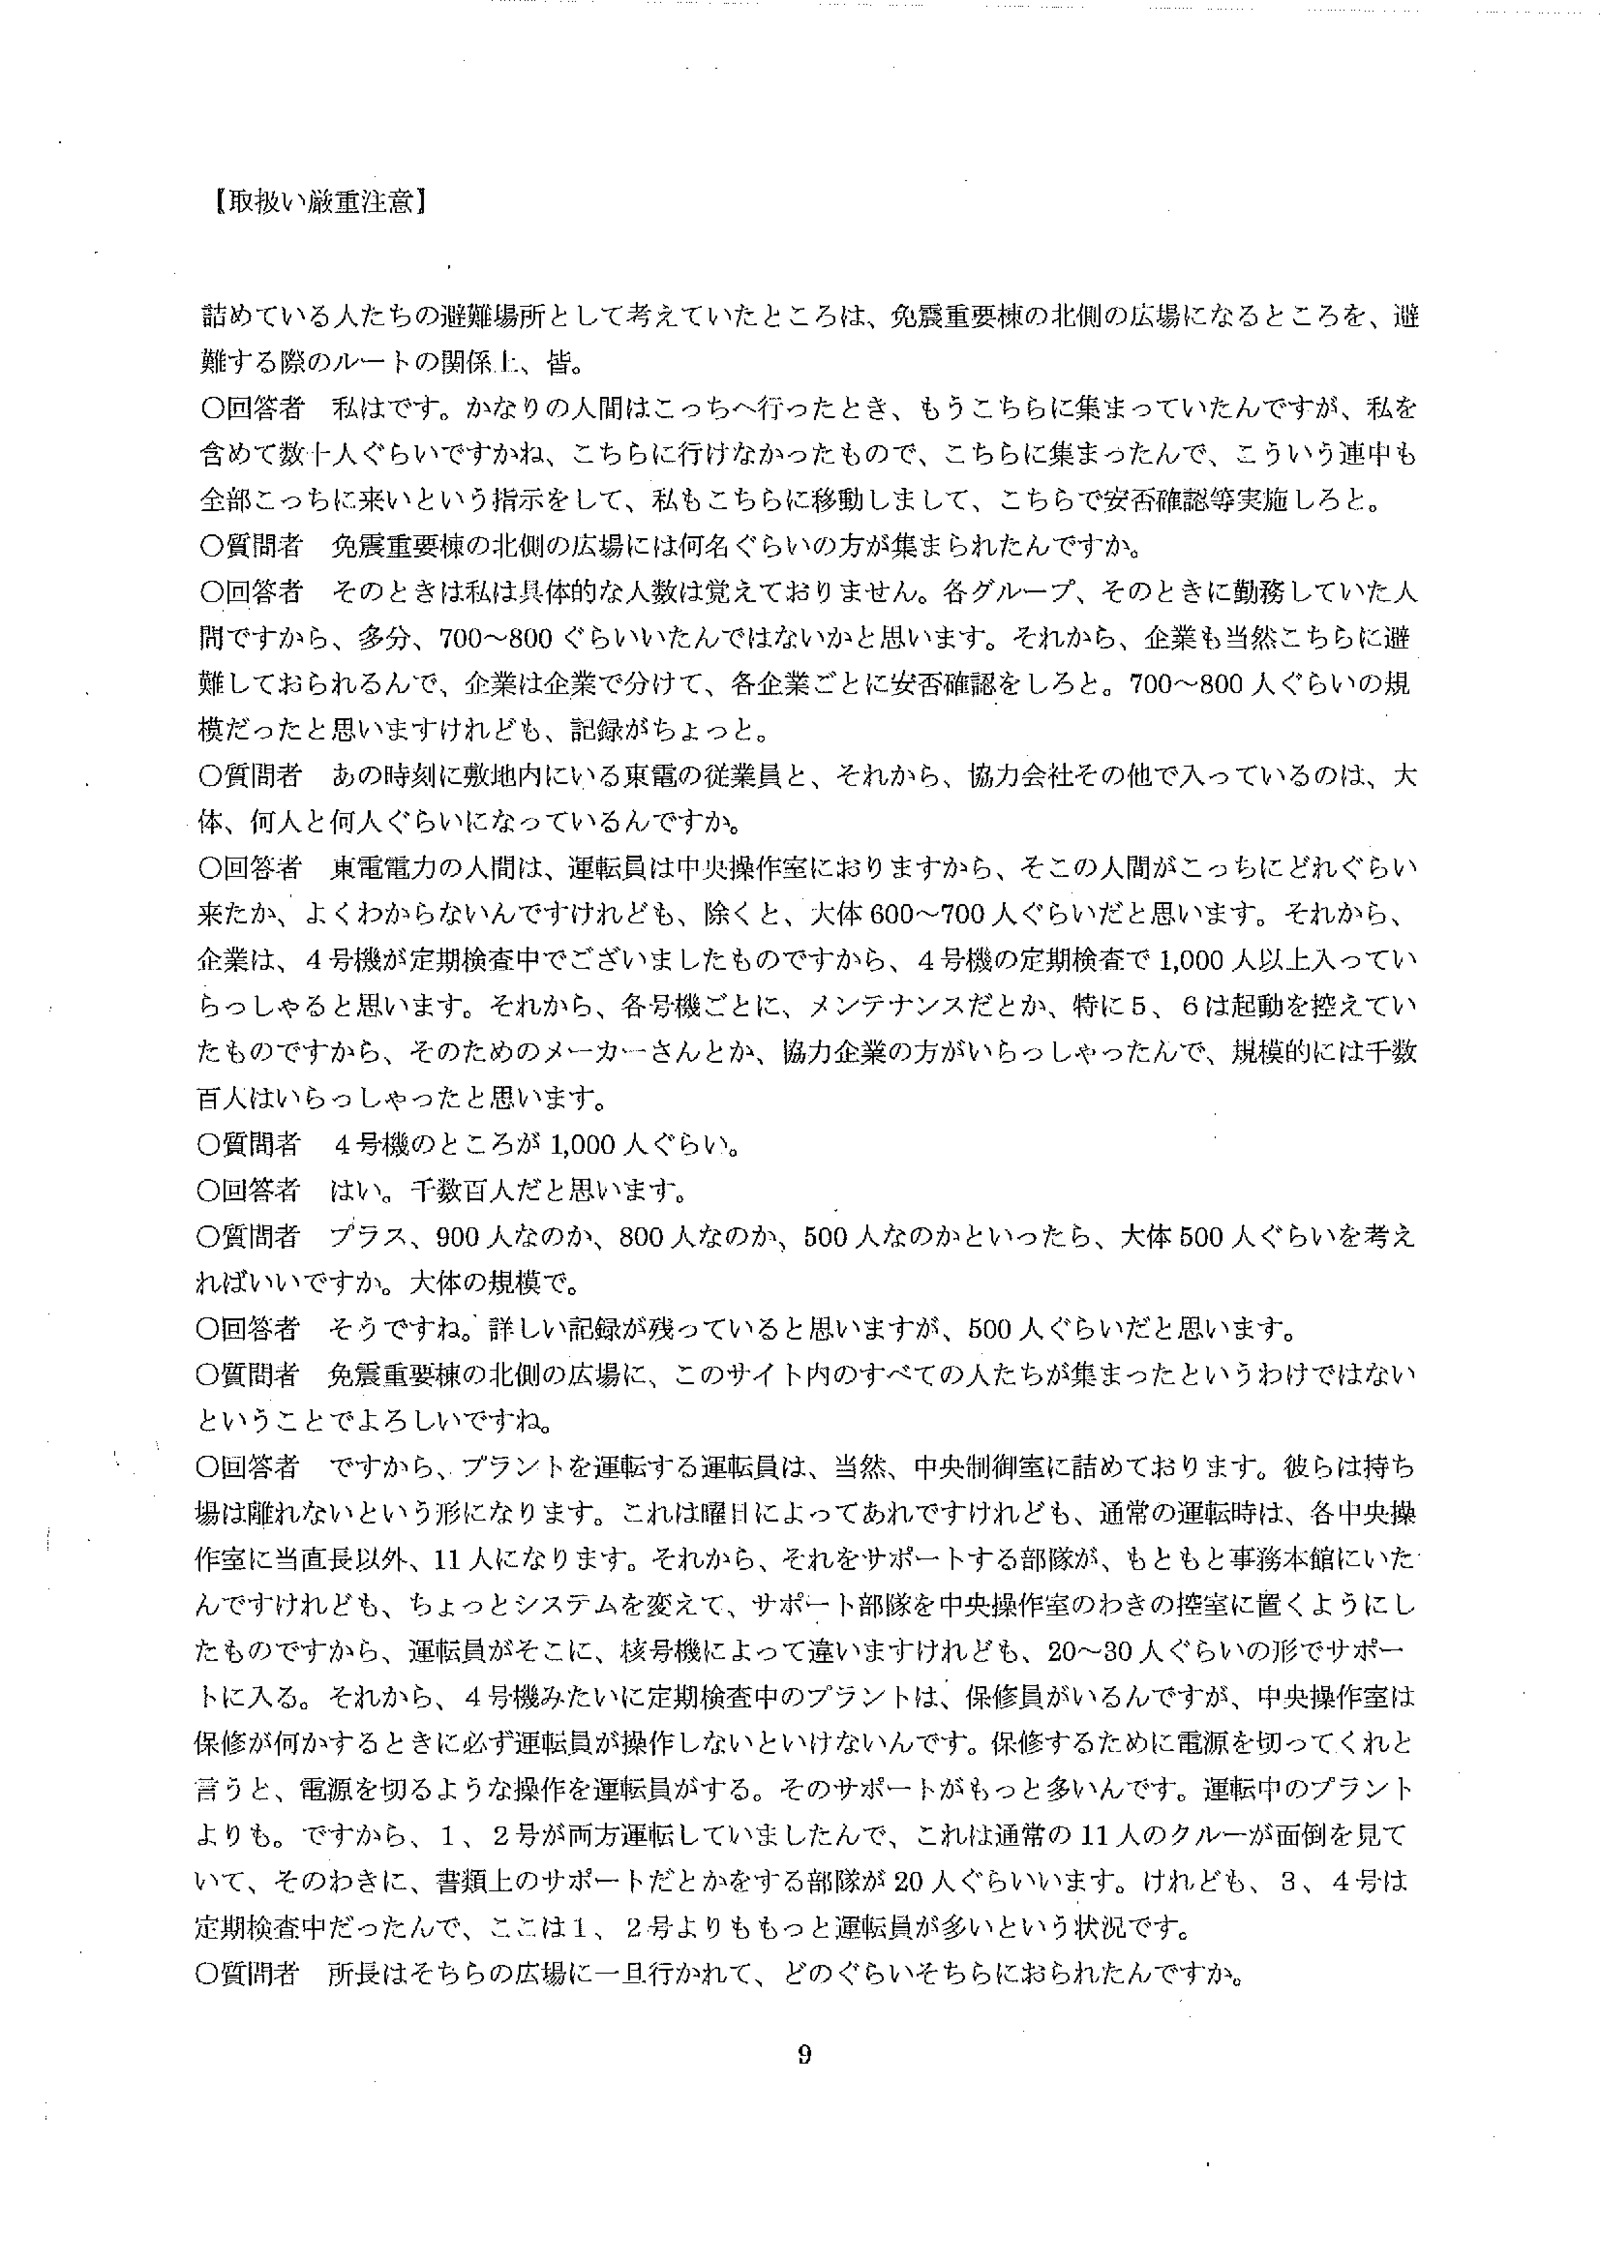 【取扱い厳重注意】
詰めている人たちの避難場所として考えていたところは、免震重要棟の北側の広場になるところを、避
難する際のルートの関係上、皆。
○回答者　私はです。かなりの人間はこっちへ行ったとき、もうこちらに集まっていたんですが、私を
含めて数十人ぐらいですかね、こちらに行けなかったもので、こちらに集まったんで、こういう連中も
全部こっちに来いという指示をして、私もこちらに移動しまして、こちらで安否確認等実施しろと。
○質問者　免震重要棟の北側の広場には何名ぐらいの方が集まられたんですか。
○回答者　そのときは私は具体的な人数は覚えておりません。各グループ、そのときに勤務していた人
間ですから、多分、700～800 ぐらいいたんではないかと思います。それから、企業も当然こちらに避
難しておられるんで、企業は企業で分けて、各企業ごとに安否確認をしろと。700～800 人ぐらいの規
模だったと思いますけれども、記録がちょっと。
○質問者　あの時刻に敷地内にいる東電の従業員と、それから、協力会社その他で入っているのは、大
体、何人と何人ぐらいになっているんですか。
○回答者　東電電力の人間は、運転員は中央操作室におりますから、そこの人間がこっちにどれぐらい
来たか、よくわからないんですけれども、除くと、大体 600～700 人ぐらいだと思います。それから、
企業は、４号機が定期検査中でございましたものですから、４号機の定期検査で 1,000 人以上入ってい
らっしゃると思います。それから、各号機ごとに、メンテナンスだとか、特に５、６は起動を控えてい
たものですから、そのためのメーカーさんとか、協力企業の方がいらっしゃったんで、規模的には千数
百人はいらっしゃったと思います。
○質問者　４号機のところが 1,000 人ぐらい。
○回答者　はい。千数百人だと思います。
○質問者　プラス、900 人なのか、800 人なのか、500 人なのかといったら、大体 500 人ぐらいを考え
ればいいですか。大体の規模で。
○回答者　そうですね。詳しい記録が残っていると思いますが、500 人ぐらいだと思います。
○質問者　免震重要棟の北側の広場に、このサイト内のすべての人たちが集まったというわけではない
ということでよろしいですね。
○回答者　ですから、プラントを運転する運転員は、当然、中央制御室に詰めております。彼らは持ち
場は離れないという形になります。これは曜日によってあれですけれども、通常の運転時は、各中央操
作室に当直長以外、11 人になります。それから、それをサポートする部隊が、もともと事務本館にいた
んですけれども、ちょっとシステムを変えて、サポート部隊を中央操作室のわきの控室に置くようにし
たものですから、運転員がそこに、核号機によって違いますけれども、20～30 人ぐらいの形でサポー
トに入る。それから、４号機みたいに定期検査中のプラントは、保修員がいるんですが、中央操作室は
保修が何かするときに必ず運転員が操作しないといけないんです。保修するために電源を切ってくれと
言うと、電源を切るような操作を運転員がする。そのサポートがもっと多いんです。運転中のプラント
よりも。ですから、１、２号が両方運転していましたんで、これは通常の 11 人のクルーが面倒を見て
いて、そのわきに、書類上のサポートだとかをする部隊が 20 人ぐらいいます。けれども、３、４号は
定期検査中だったんで、ここは１、２号よりももっと運転員が多いという状況です。
○質問者　所長はそちらの広場に一旦行かれて、どのぐらいそちらにおられたんですか。
9